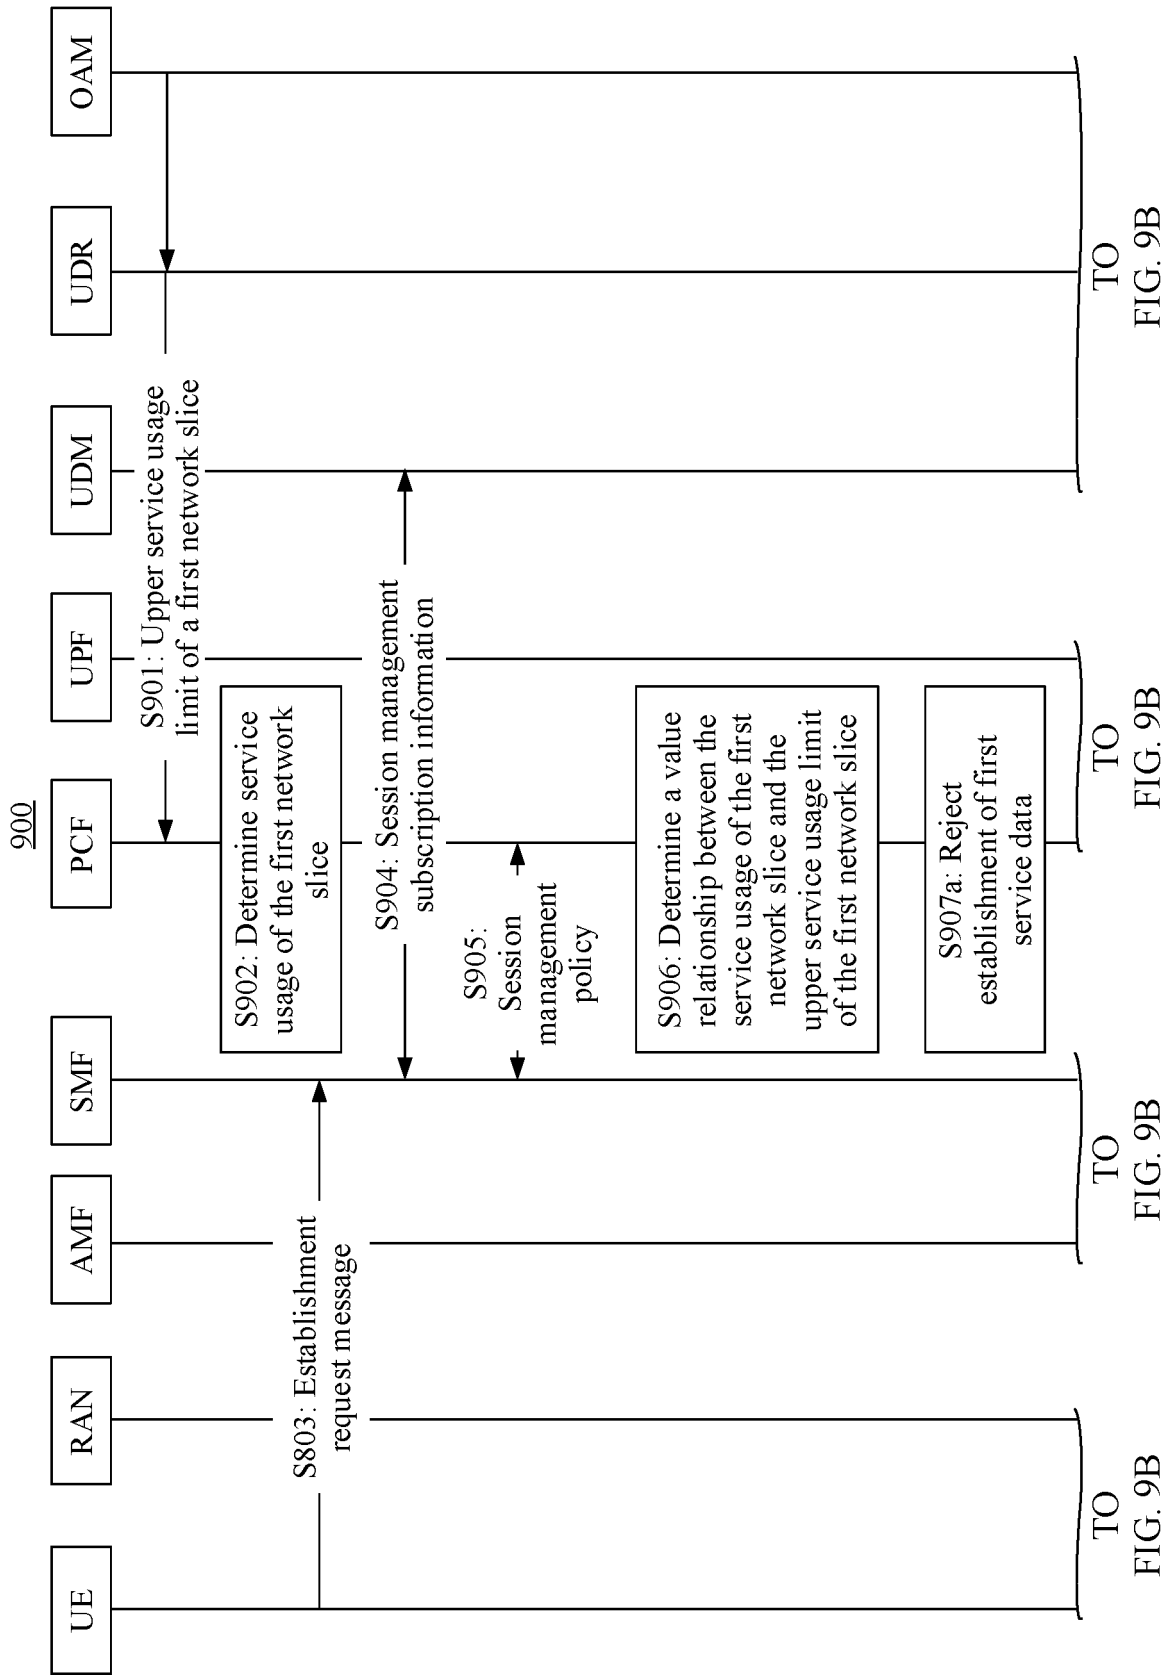 900
UE
RAN
AMF
SMF
PCF
UPF
UDM
UDR
OAM
S901: Upper service usage
limit of a first network slice
S902: Determine service
usage of the first network
slice
S803: Establishment
request message
S904: Session management
subscription information
S905:
Session
management
policy
S906: Determine a value
relationship between the
service usage of the first
network slice and the
upper service usage limit
of the first network slice
S907a: Reject
establishment of first
service data
TO
FIG. 9B
TO
FIG. 9B
TO
FIG. 9B
TO
FIG. 9B